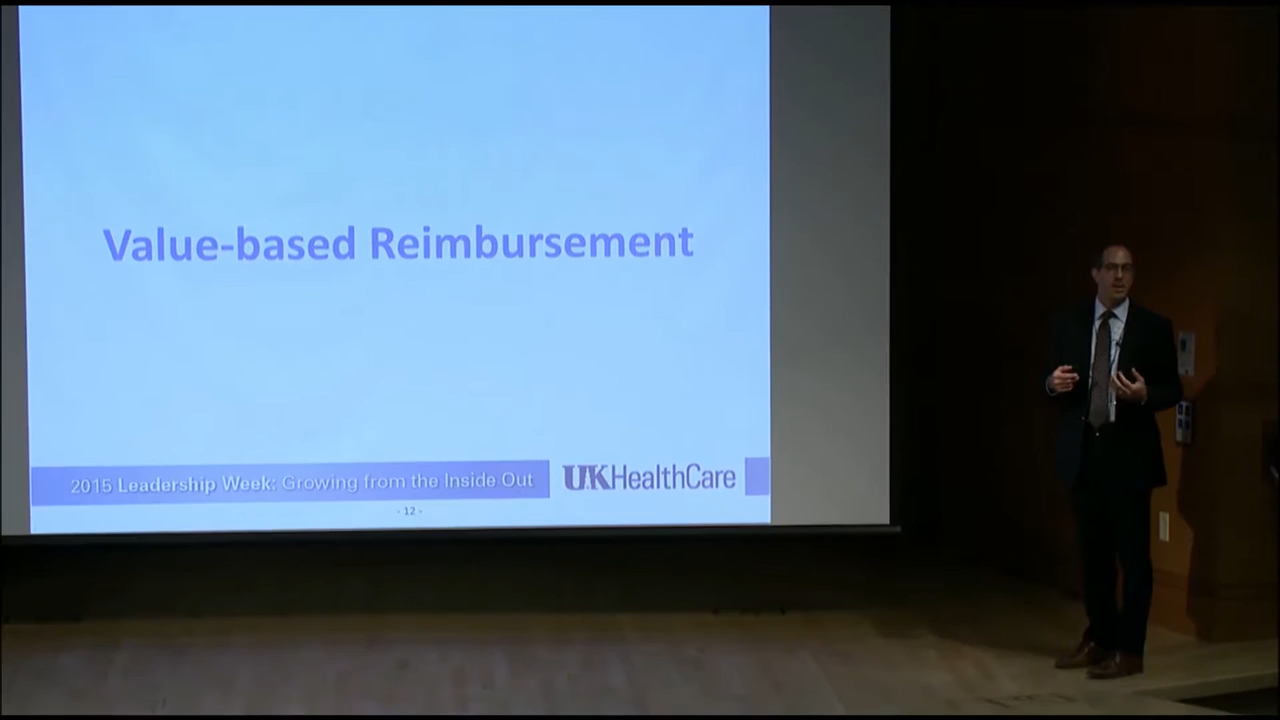 Value-based Reimbursement
2015 Leadership Week: Growing from the Inside Out
UKHealthCare
- 12 -